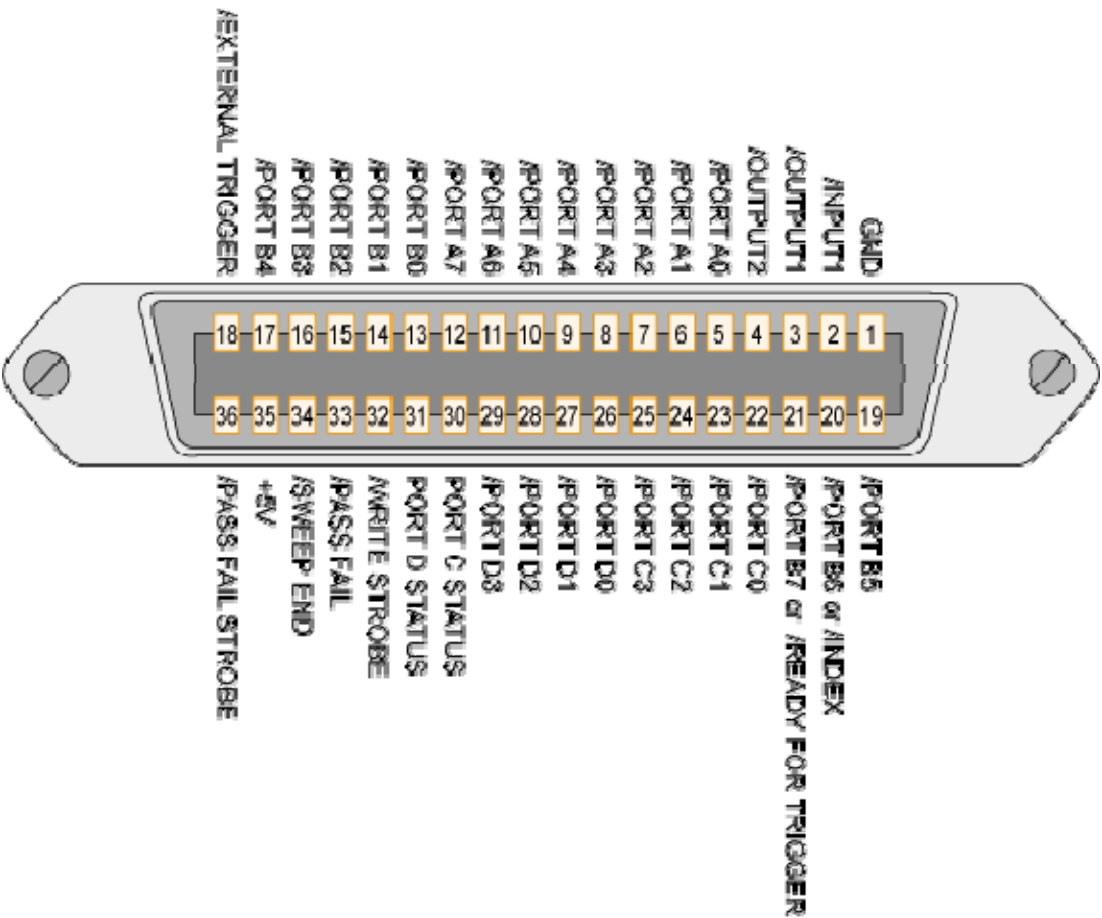 /EXTERNAL TRIGGER
/PORT B4
/PORT B3
/PORT B2
/PORT B1
/PORT B0
/PORT A7
/PORT A6
/PORT A5
/PORT A4
/PORT A3
/PORT A2
/PORT A1
/PORT A0
/OUTPUT2
/OUTPUT1
/INPUT1
GND
18 17 16 15 14 13 12 11 10 9 8 7 6 5 4 3 2 1
36 35 34 33 32 31 30 29 28 27 26 25 24 23 22 21 20 19
/PASS FAIL STROBE
+5V
/SWEEP END
/PASS FAIL
/WRITE STROBE
PORT D STATUS
PORT C STATUS
/PORT D3
/PORT D2
/PORT D1
/PORT D0
/PORT C3
/PORT C2
/PORT C1
/PORT C0
/PORT B7 or /READY FOR TRIGGER
/PORT B6 or /INDEX
/PORT B5